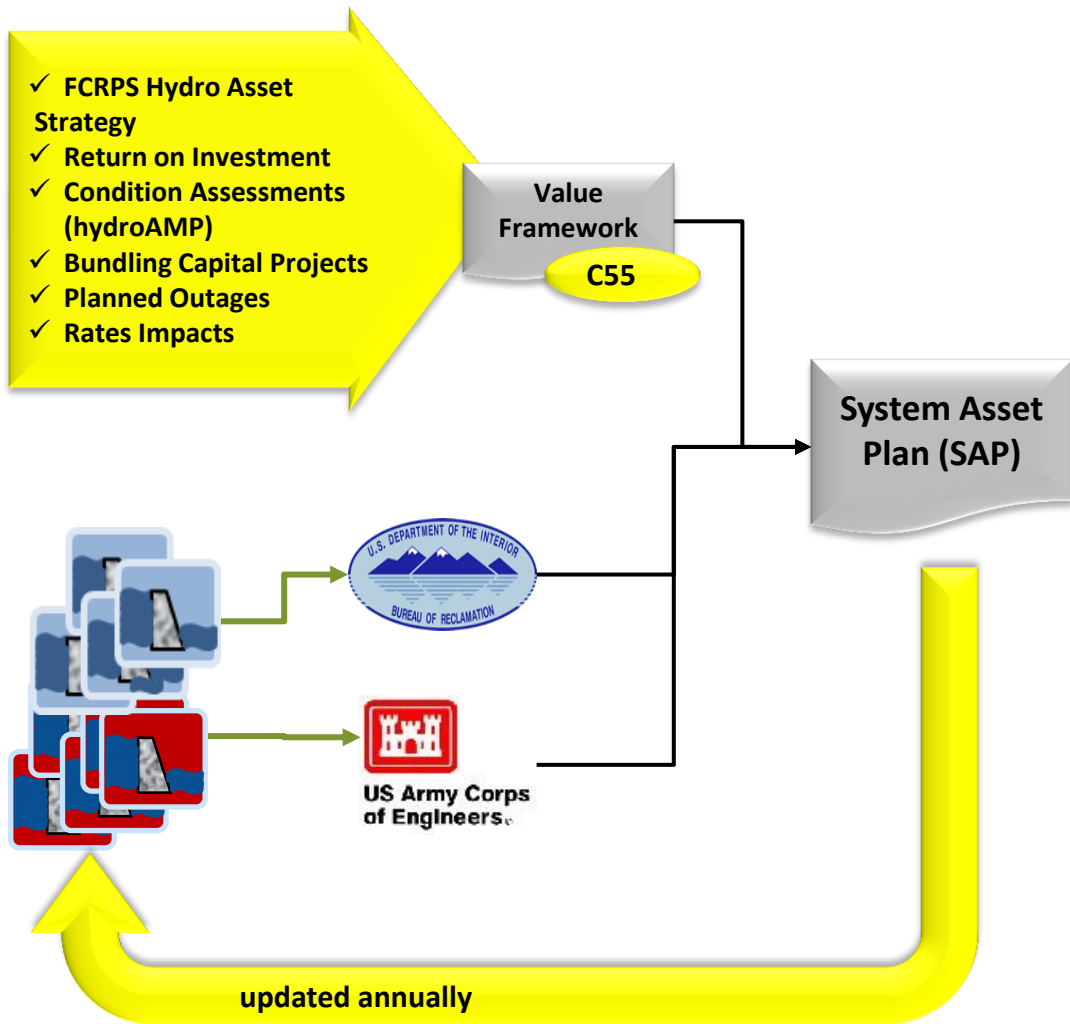 ✓ FCRPS Hydro Asset
Strategy
✓ Return on Investment
✓ Condition Assessments
(hydroAMP)
✓ Bundling Capital Projects
✓ Planned Outages
✓ Rates Impacts
Value
Framework
C55
System Asset
Plan (SAP)
U.S. DEPARTMENT OF THE INTERIOR
BUREAU OF RECLAMATION
US Army Corps
of Engineers
updated annually